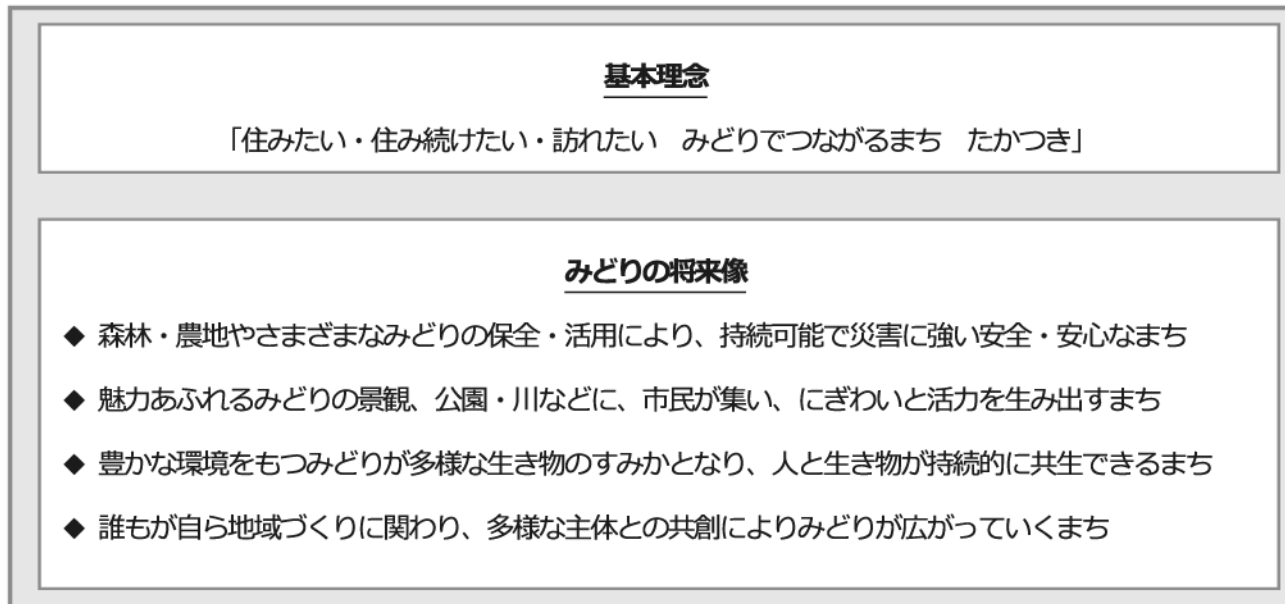 基本理念
「住みたい・住み続けたい・訪れたい　みどりでつながるまち　たかつき」
みどりの将来像
◆ 森林・農地やさまざまなみどりの保全・活用により、持続可能で災害に強い安全・安心なまち
◆ 魅力あふれるみどりの景観、公園・川などに、市民が集い、にぎわいと活力を生み出すまち
◆ 豊かな環境をもつみどりが多様な生き物のすみかとなり、人と生き物が持続的に共生できるまち
◆ 誰もが自ら地域づくりに関わり、多様な主体との共創によりみどりが広がっていくまち